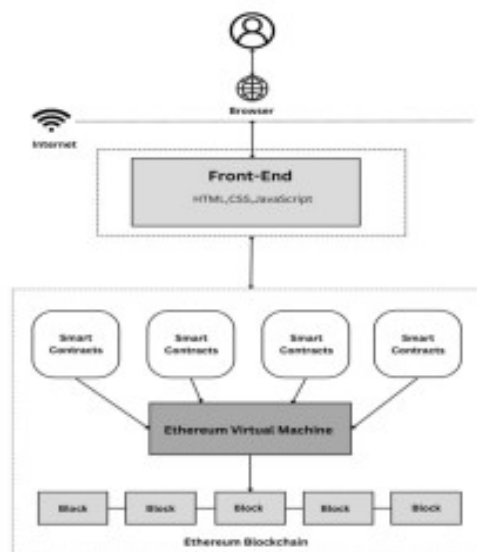 Browser
Internet
Front-End
HTML,CSS,JavaScript
Smart
Contracts
Smart
Contracts
Smart
Contracts
Smart
Contracts
Ethereum Virtual Machine
Block
Block
Block
Block
Block
Ethereum Blockchain